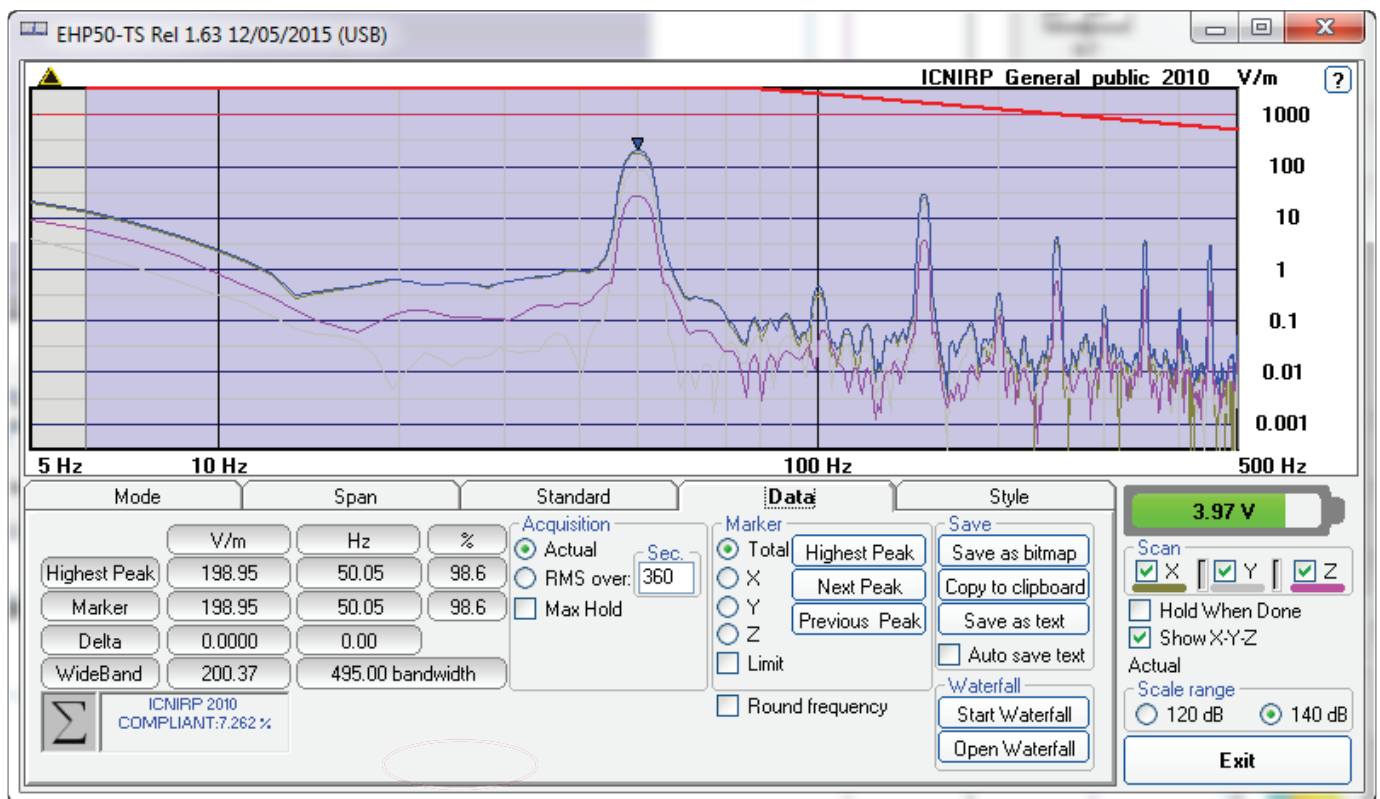 EHP50-TS Rel 1.63 12/05/2015 (USB)
ICNIRP General public 2010 V/m ?
1000
100
10
1
0.1
0.01
0.001
5 Hz 10 Hz 100 Hz 500 Hz
Mode Span Standard Data Style
V/m Hz %
Highest Peak 198.95 50.05 98.6
Marker 198.95 50.05 98.6
Delta 0.0000 0.00
WideBand 200.37 495.00 bandwidth
Σ
ICNIRP 2010
COMPLIANT:7.262 %
Acquisition
Actual
Sec.
RMS over: 360
Max Hold
Marker
Total Highest Peak
X Next Peak
Y Previous Peak
Z
Limit
Round frequency
Save
Save as bitmap
Copy to clipboard
Save as text
Auto save text
Waterfall
Start Waterfall
Open Waterfall
3.97 V
Scan
X [ Y [ Z
Hold When Done
Show X-Y-Z
Actual
Scale range
120 dB 140 dB
Exit